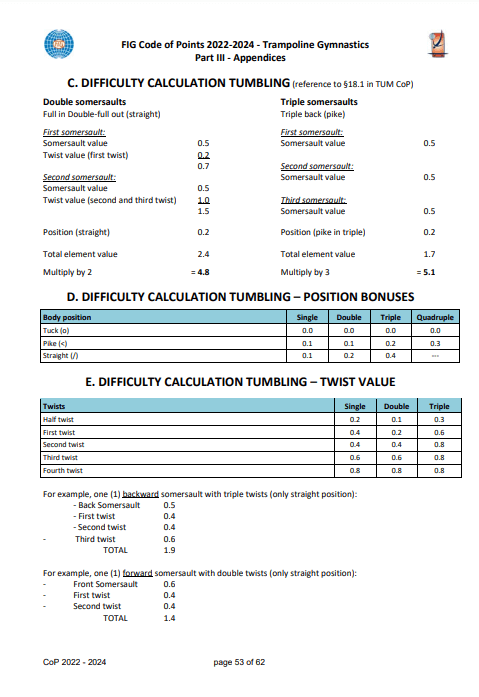 FIG Code of Points 2022-2024 - Trampoline Gymnastics
Part III - Appendices
C. DIFFICULTY CALCULATION TUMBLING (reference to §18.1 in TUM CoP)
Double somersaults
Full in Double-full out (straight)
First somersault:
Somersault value 0.5
Twist value (first twist) 0.2
0.7
Second somersault:
Somersault value 0.5
Twist value (second and third twist) 1.0
1.5
Position (straight) 0.2
Total element value 2.4
Multiply by 2 = 4.8
Triple somersaults
Triple back (pike)
First somersault:
Somersault value 0.5
Second somersault:
Somersault value 0.5
Third somersault:
Somersault value 0.5
Position (pike in triple) 0.2
Total element value 1.7
Multiply by 3 = 5.1
D. DIFFICULTY CALCULATION TUMBLING – POSITION BONUSES
Body position Single Double Triple Quadruple
Tuck (o) 0.0 0.0 0.0 0.0
Pike (<) 0.1 0.1 0.2 0.3
Straight (/) 0.1 0.2 0.4 ---
E. DIFFICULTY CALCULATION TUMBLING – TWIST VALUE
Twists Single Double Triple
Half twist 0.2 0.1 0.3
First twist 0.4 0.2 0.6
Second twist 0.4 0.4 0.8
Third twist 0.6 0.6 0.8
Fourth twist 0.8 0.8 0.8
For example, one (1) backward somersault with triple twists (only straight position):
- Back Somersault 0.5
- First twist 0.4
- Second twist 0.4
- Third twist 0.6
TOTAL 1.9
For example, one (1) forward somersault with double twists (only straight position):
- Front Somersault 0.6
- First twist 0.4
- Second twist 0.4
TOTAL 1.4
CoP 2022 - 2024 page 53 of 62